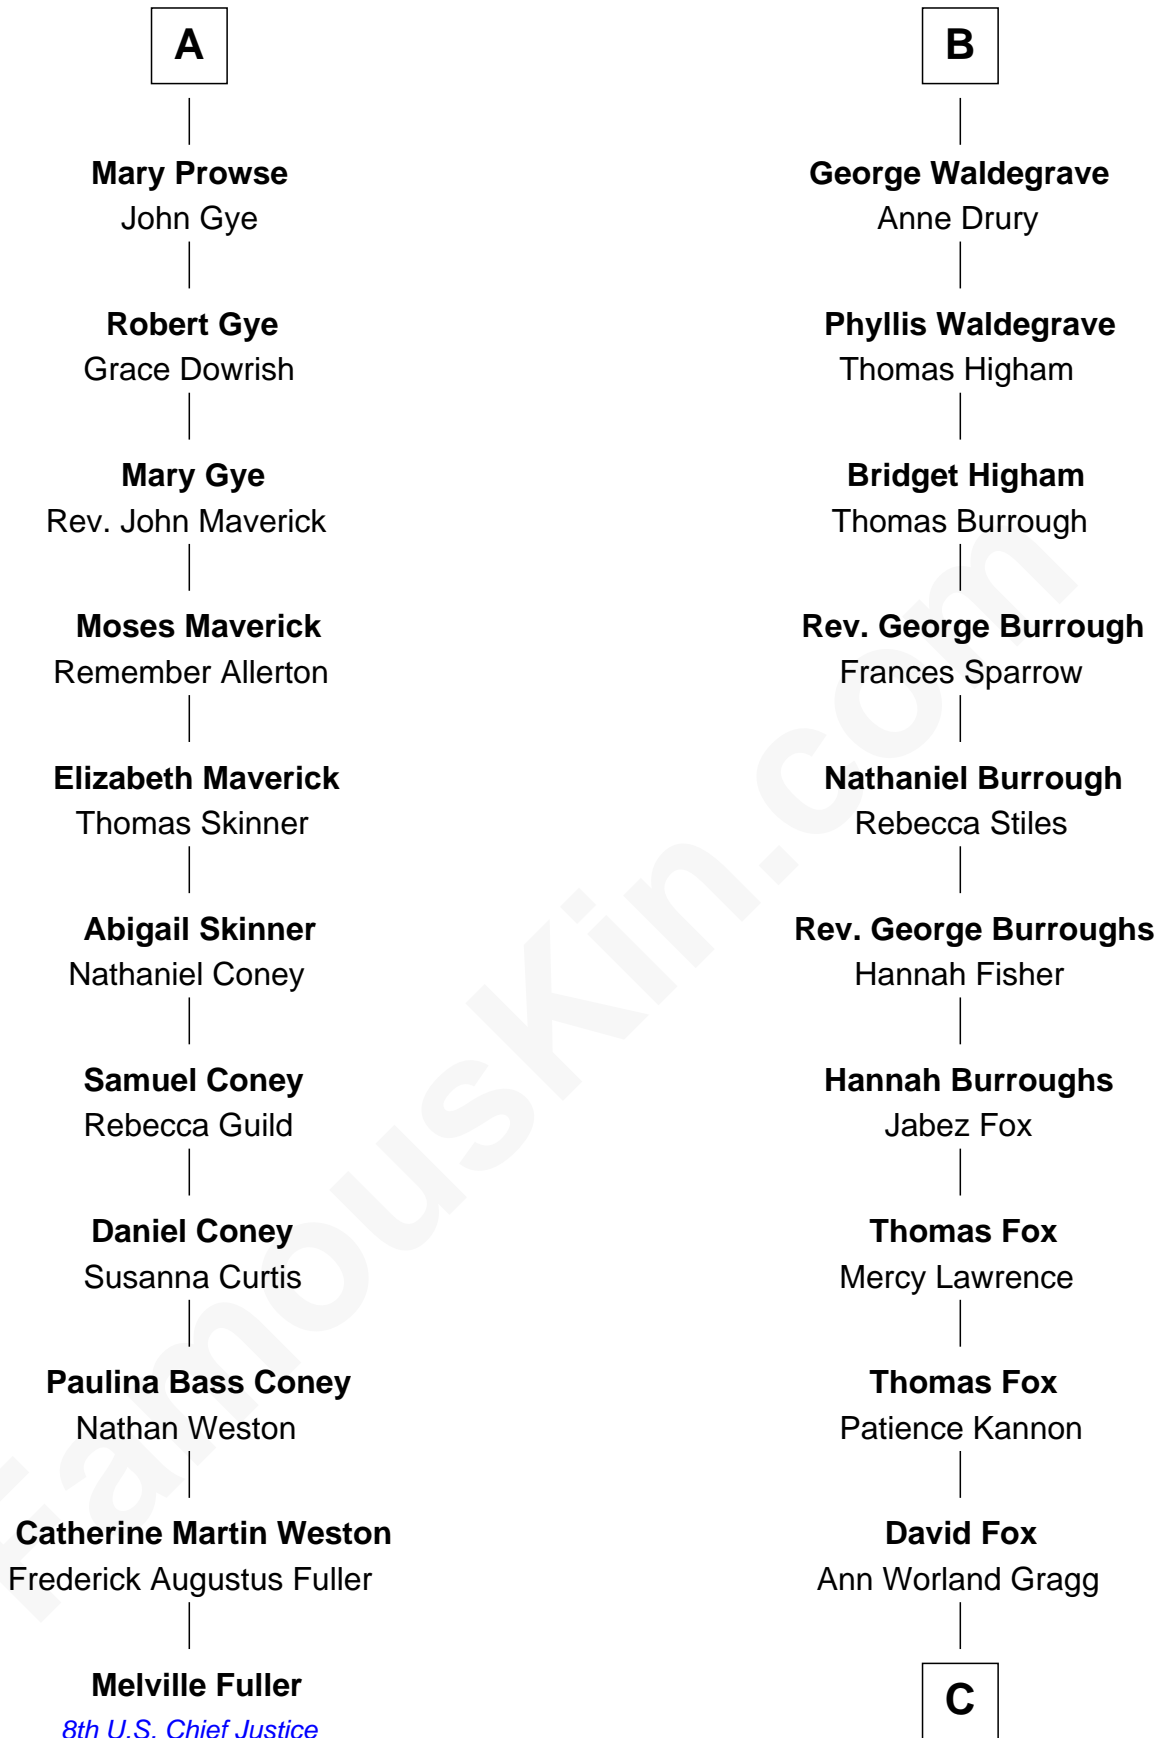 A
Mary Prowse
John Gye
Robert Gye
Grace Dowrish
Mary Gye
Rev. John Maverick
Moses Maverick
Remember Allerton
Elizabeth Maverick
Thomas Skinner
Abigail Skinner
Nathaniel Coney
Samuel Coney
Rebecca Guild
Daniel Coney
Susanna Curtis
Paulina Bass Coney
Nathan Weston
Catherine Martin Weston
Frederick Augustus Fuller
Melville Fuller
8th U.S. Chief Justice
B
George Waldegrave
Anne Drury
Phyllis Waldegrave
Thomas Higham
Bridget Higham
Thomas Burrough
Rev. George Burrough
Frances Sparrow
Nathaniel Burrough
Rebecca Stiles
Rev. George Burroughs
Hannah Fisher
Hannah Burroughs
Jabez Fox
Thomas Fox
Mercy Lawrence
Thomas Fox
Patience Kannon
David Fox
Ann Worland Gragg
C
FamousKin.com